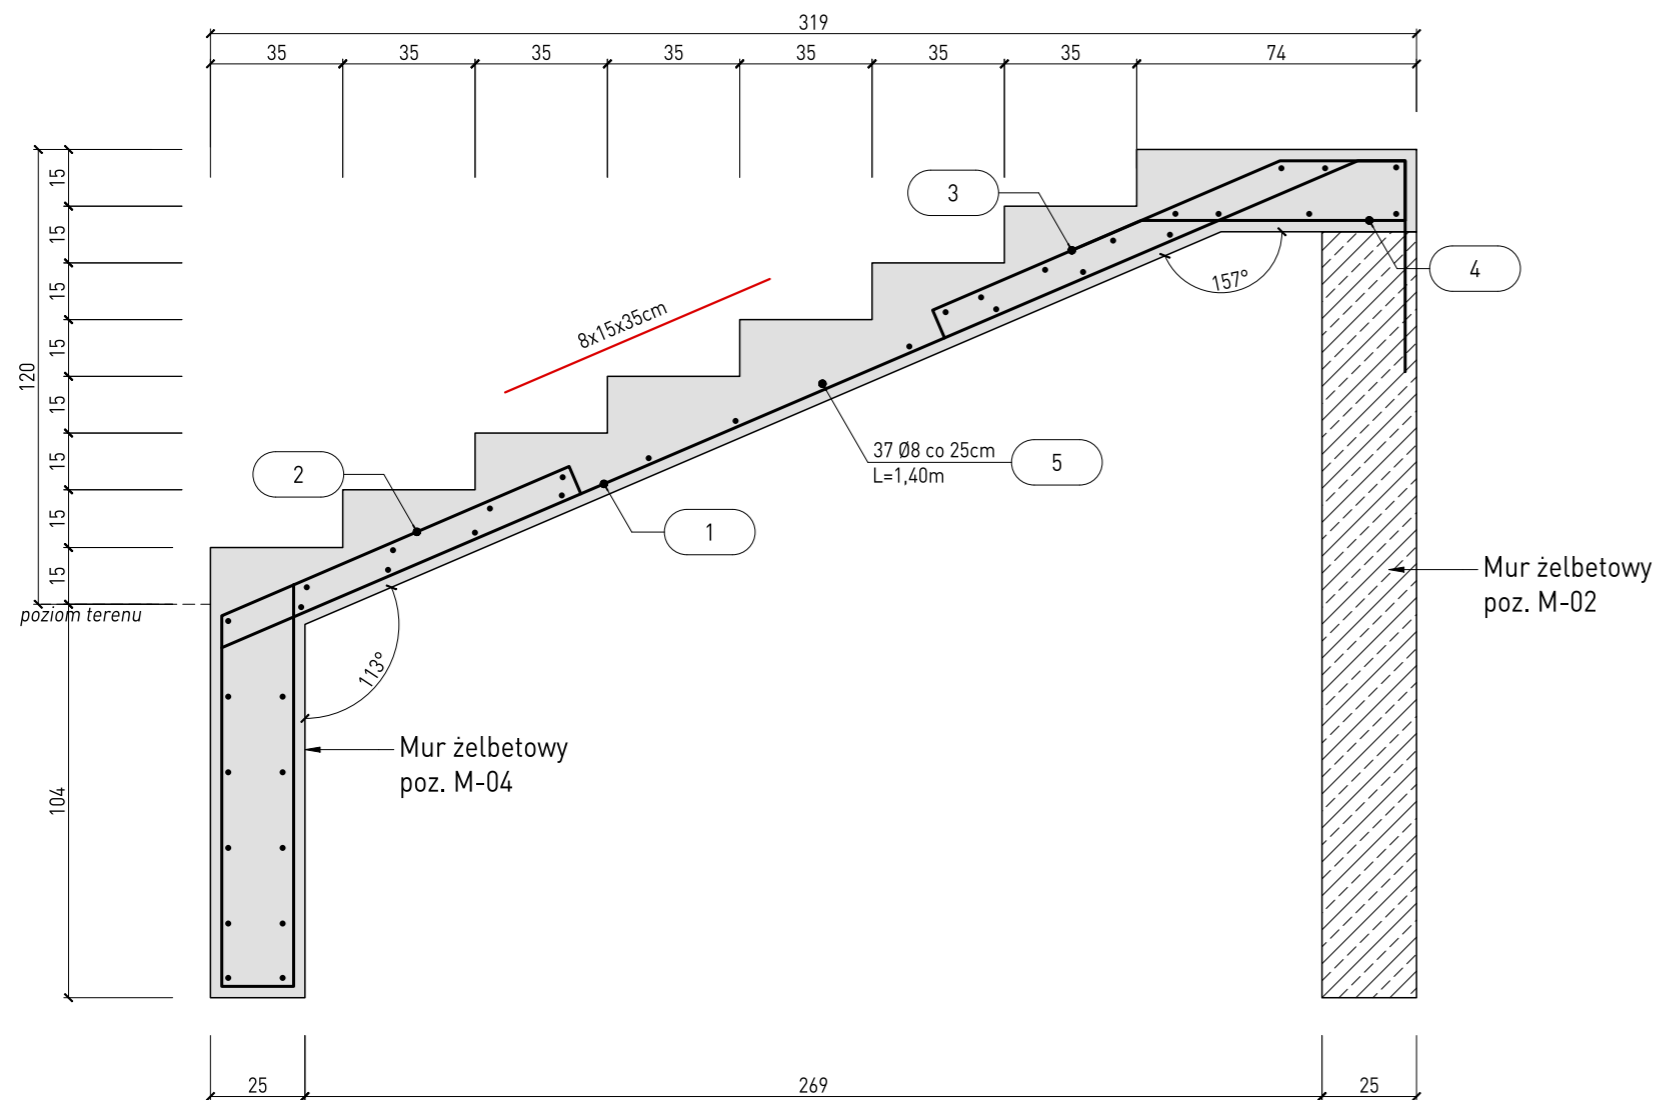 319
35 35 35 35 35 35 35 74
120
15
15
15
15
15
15
15
15
104
poziom terenu
8x15x35cm
3
157°
4
37 Ø8 co 25cm
L=1,40m
5
2
1
113°
Mur żelbetowy
poz. M-02
Mur żelbetowy
poz. M-04
25 269 25